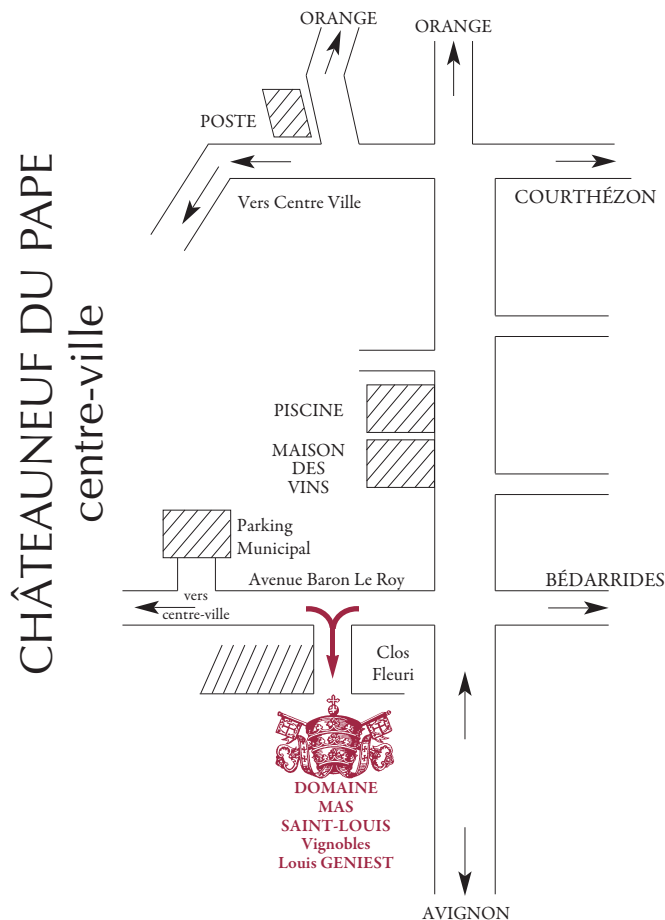 ORANGE
ORANGE
POSTE
COURTHÉZON
Vers Centre Ville
CHÂTEAUNEUF DU PAPE
centre-ville
PISCINE
MAISON
DES
VINS
Parking
Municipal
Avenue Baron Le Roy
BÉDARRIDES
vers
centre-ville
Clos
Fleuri
DOMAINE
MAS
SAINT-LOUIS
Vignobles
Louis GENIEST
AVIGNON